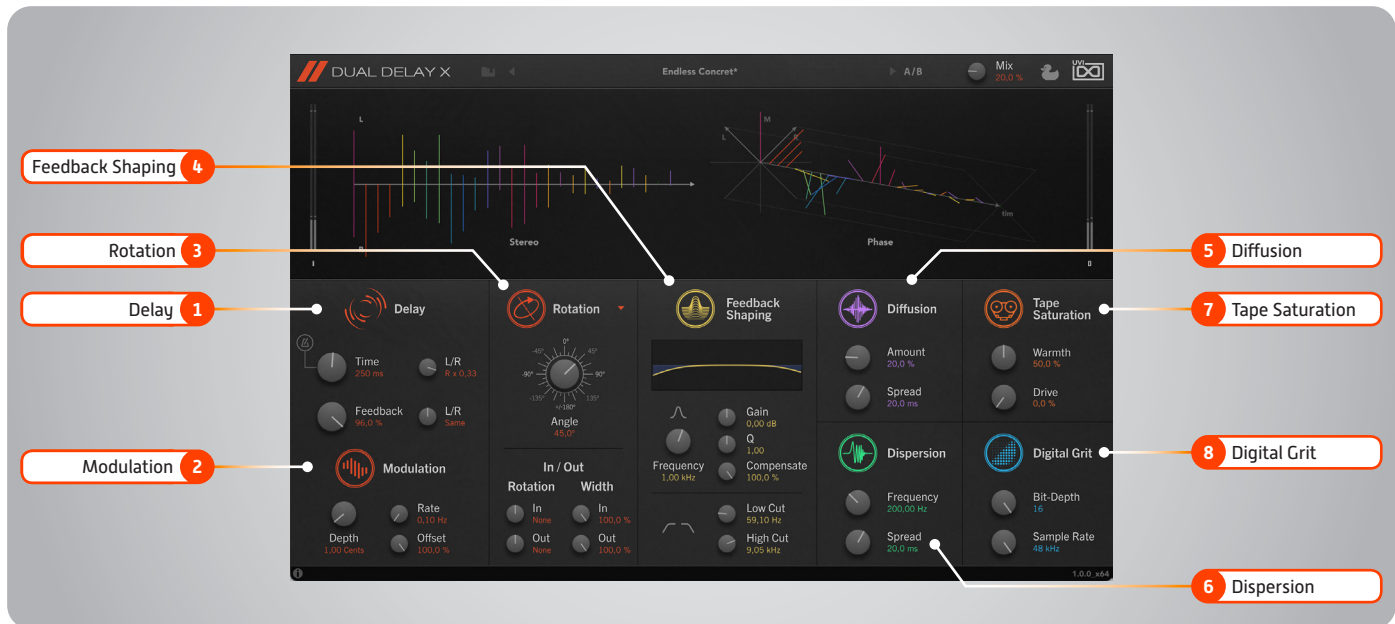 DUAL DELAY X
Endless Concret*
A/B
Mix
20,0 %
UVI
L
R
Stereo
M
L
R
tim
Phase
I
II
Feedback Shaping 4
Rotation 3
Delay 1
Modulation 2
5 Diffusion
7 Tape Saturation
8 Digital Grit
6 Dispersion
Delay
Time
250 ms
L/R
R x 0,33
Feedback
96,0 %
L/R
Same
Modulation
Depth
1,00 Cents
Rate
0,10 Hz
Offset
100,0 %
Rotation
0°
-45° 45°
-90° 90°
-135° 135°
+/-180°
Angle
45,0°
In / Out
Rotation Width
In
None
In
100,0 %
Out
None
Out
100,0 %
Feedback
Shaping
Frequency
1,00 kHz
Gain
0,00 dB
Q
1,00
Compensate
100,0 %
Low Cut
59,10 Hz
High Cut
9,05 kHz
Diffusion
Amount
20,0 %
Spread
20,0 ms
Dispersion
Frequency
200,00 Hz
Spread
20,0 ms
Tape
Saturation
Warmth
50,0 %
Drive
0,0 %
Digital Grit
Bit-Depth
16
Sample Rate
48 kHz
1.0.0_x64